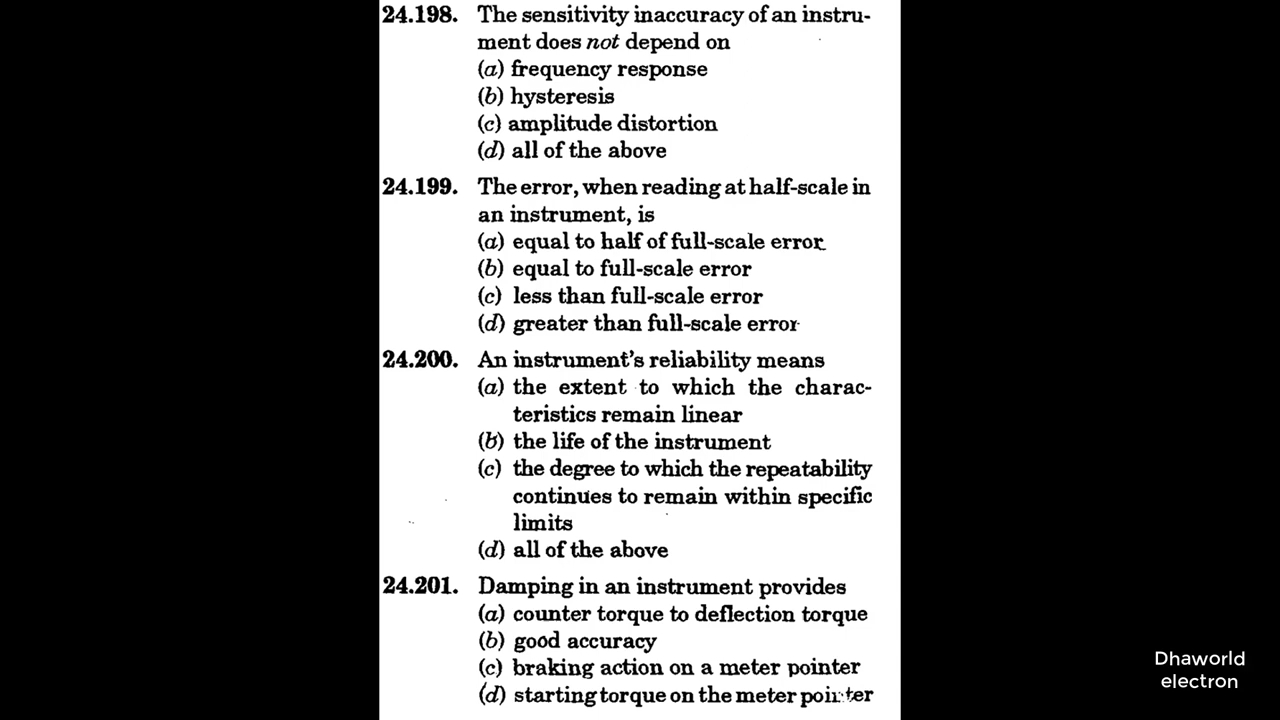 24.198. The sensitivity inaccuracy of an instru-
ment does not depend on
(a) frequency response
(b) hysteresis
(c) amplitude distortion
(d) all of the above
24.199. The error, when reading at half-scale in
an instrument, is
(a) equal to half of full-scale error
(b) equal to full-scale error
(c) less than full-scale error
(d) greater than full-scale error
24.200. An instrument's reliability means
(a) the extent to which the charac-
teristics remain linear
(b) the life of the instrument
(c) the degree to which the repeatability
continues to remain within specific
limits
(d) all of the above
24.201. Damping in an instrument provides
(a) counter torque to deflection torque
(b) good accuracy
(c) braking action on a meter pointer
(d) starting torque on the meter pointer
Dhaworld
electron